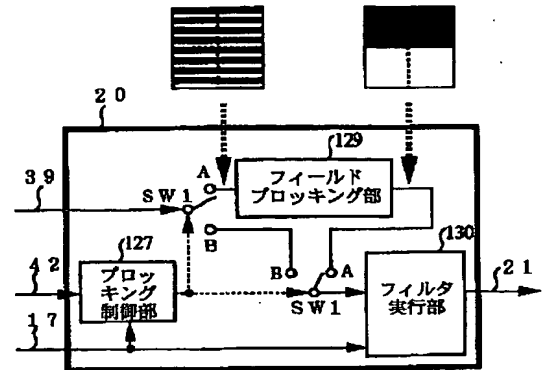 20
129
39
A
SW1
フィールド
ブロッキング部
B
127
130
42
ブロッ
キング
制御部
B
A
SW1
フィルタ
実行部
21
17